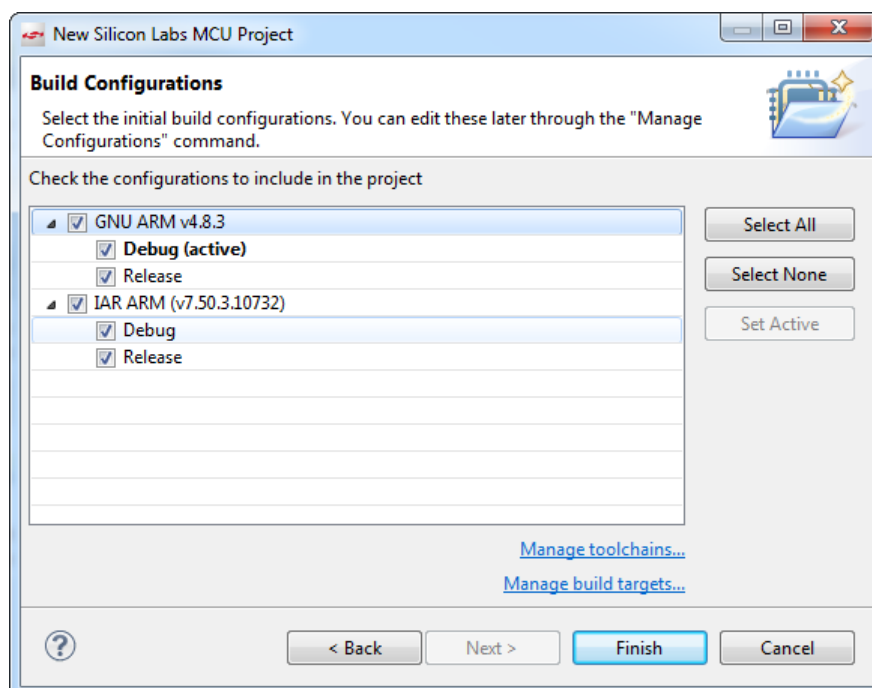 New Silicon Labs MCU Project
Build Configurations
Select the initial build configurations. You can edit these later through the "Manage
Configurations" command.
Check the configurations to include in the project
GNU ARM v4.8.3
Debug (active)
Release
IAR ARM (v7.50.3.10732)
Debug
Release
Select All
Select None
Set Active
Manage toolchains...
Manage build targets...
?
< Back
Next >
Finish
Cancel